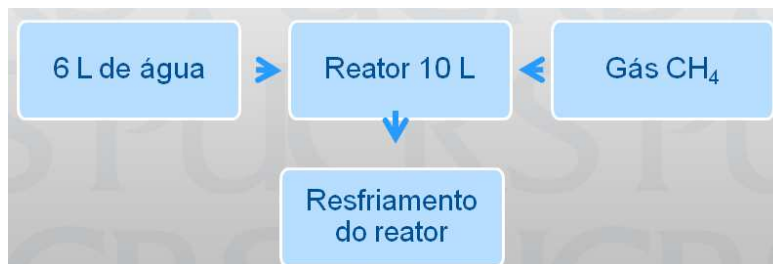 6 L de água
Reator 10 L
Gás CH₄
Resfriamento
do reator